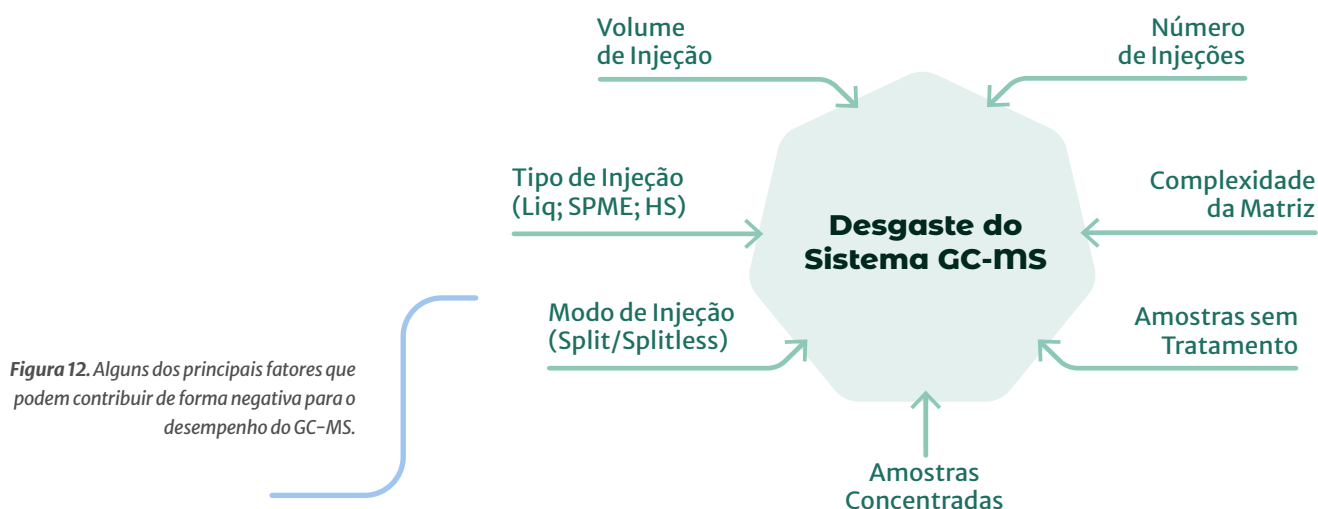 Volume
de Injeção
Número
de Injeções
Tipo de Injeção
(Liq; SPME; HS)
Complexidade
da Matriz
Desgaste do
Sistema GC-MS
Modo de Injeção
(Split/Splitless)
Amostras sem
Tratamento
Figura 12. Alguns dos principais fatores que
podem contribuir de forma negativa para o
desempenho do GC-MS.
Amostras
Concentradas